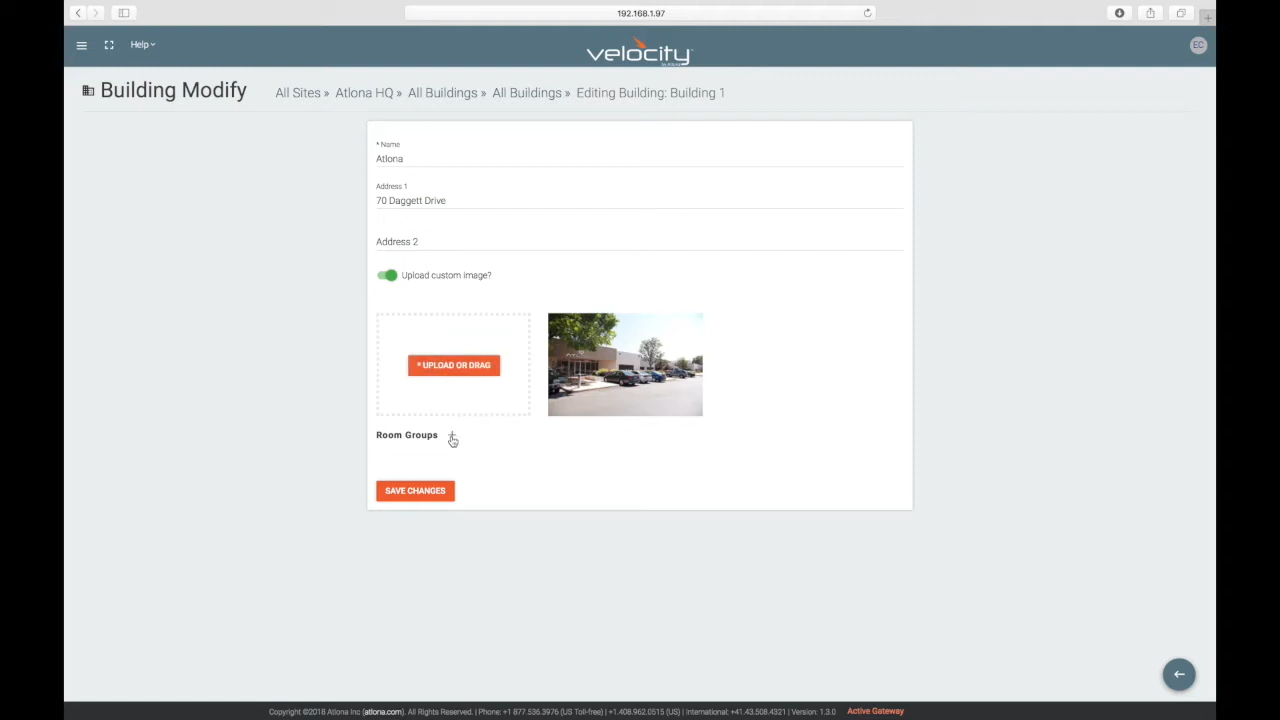 192.168.1.97
Help
velocity
by Atlona
EC
Building Modify
All Sites » Atlona HQ » All Buildings » All Buildings » Editing Building: Building 1
* Name
Atlona
Address 1
70 Daggett Drive
Address 2
Upload custom image?
* UPLOAD OR DRAG
Room Groups
SAVE CHANGES
Copyright ©2018 Atlona Inc (atlona.com). All Rights Reserved. | Phone: +1 877.536.3976 (US Toll-free) | +1.408.962.0515 (US) | International: +41.43.508.4321 | Version: 1.3.0 Active Gateway